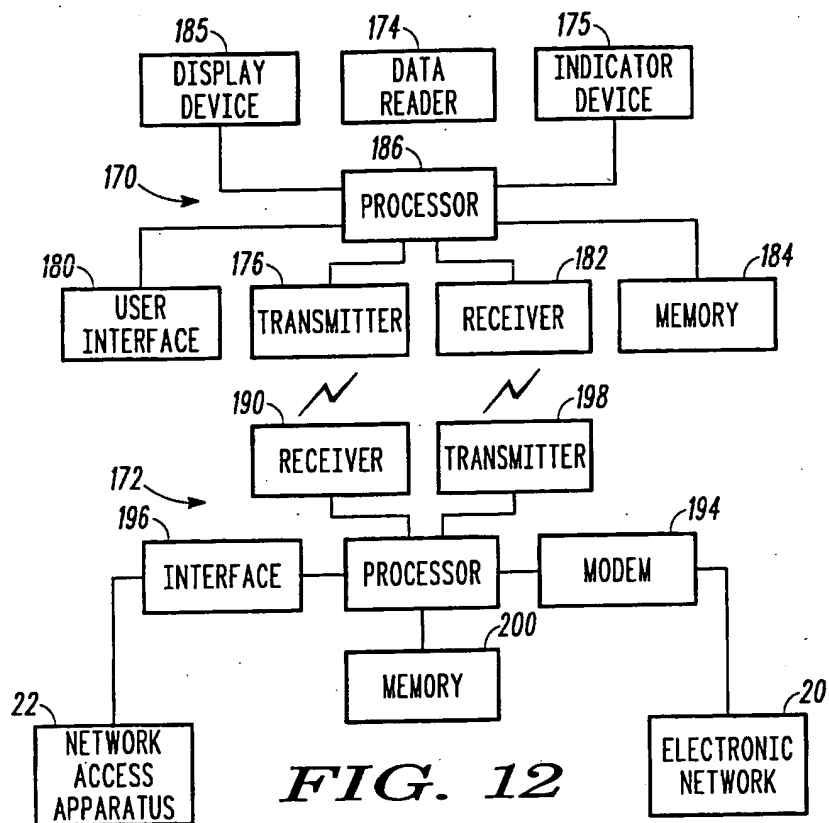 185
174
175
DISPLAY
DEVICE
DATA
READER
INDICATOR
DEVICE
186
170
PROCESSOR
180
176
182
184
USER
INTERFACE
TRANSMITTER
RECEIVER
MEMORY
190
198
RECEIVER
TRANSMITTER
172
196
194
INTERFACE
PROCESSOR
MODEM
200
MEMORY
22
20
NETWORK
ACCESS
APPARATUS
ELECTRONIC
NETWORK
FIG. 12